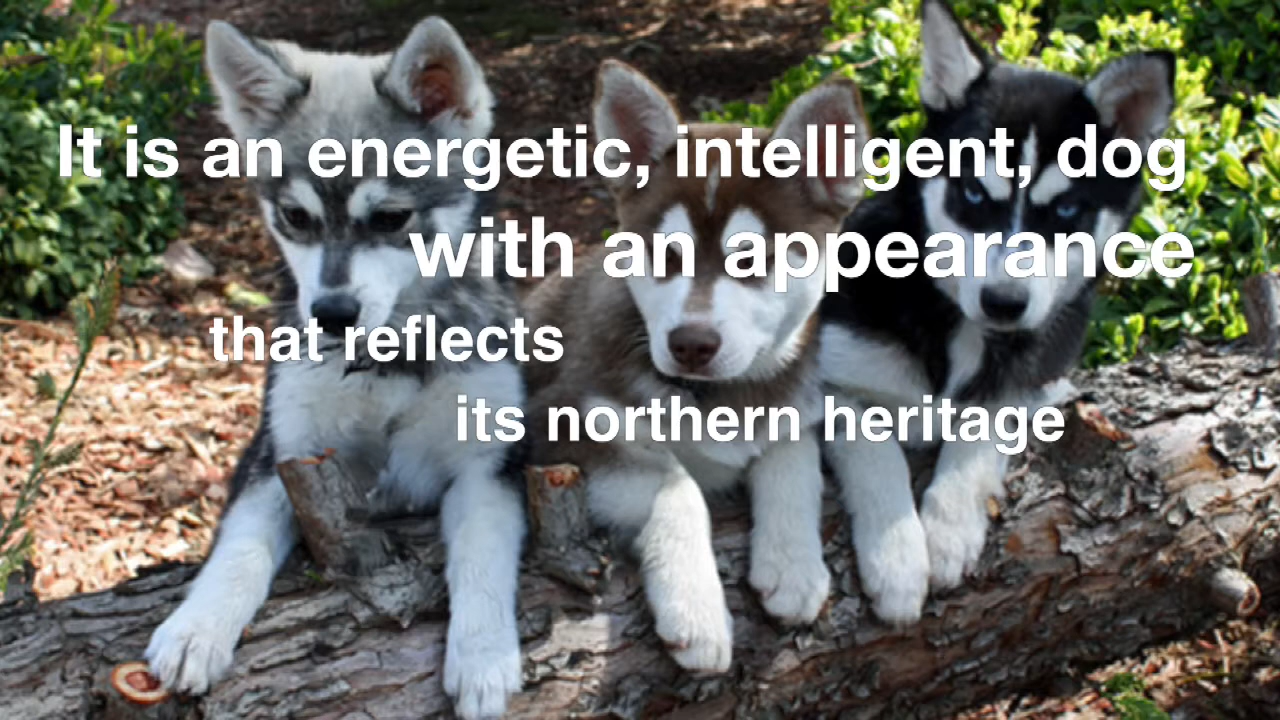 It is an energetic, intelligent, dog
with an appearance
that reflects
its northern heritage